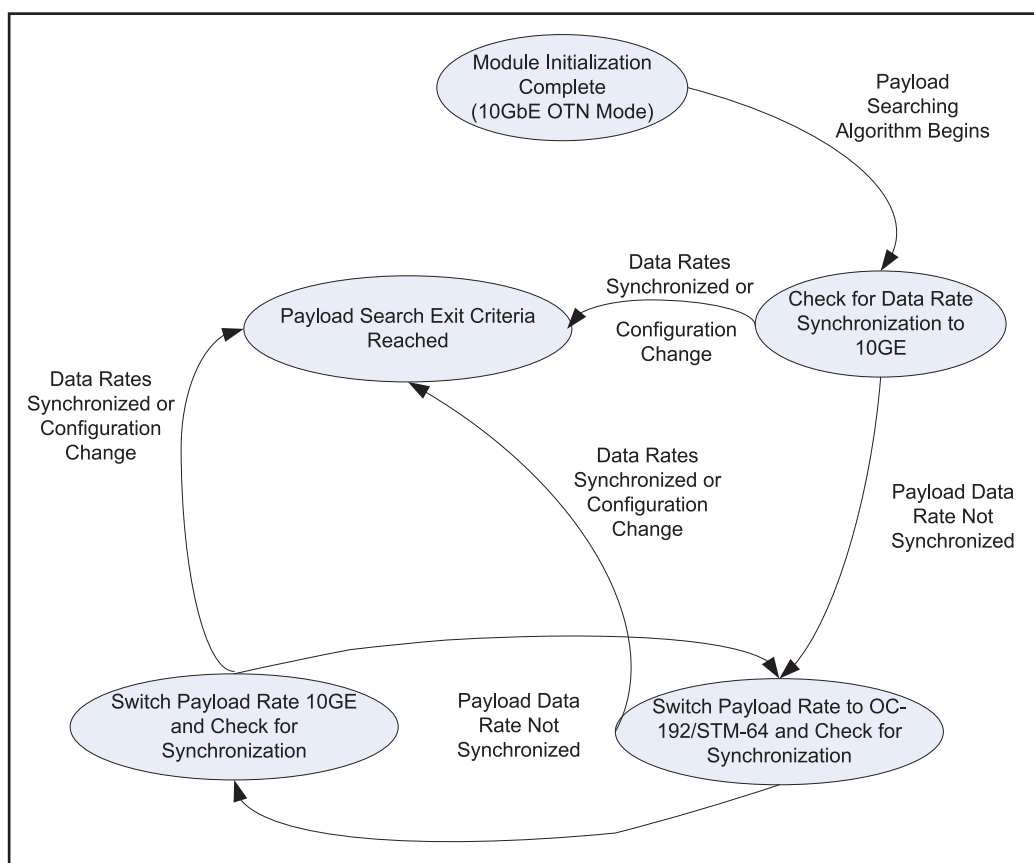 Module Initialization
Complete
(10GbE OTN Mode)
Payload
Searching
Algorithm Begins
Data Rates
Synchronized or
Configuration
Change
Check for Data Rate
Synchronization to
10GE
Payload Search Exit Criteria
Reached
Data Rates
Synchronized or
Configuration
Change
Data Rates
Synchronized or
Configuration
Change
Payload Data
Rate Not
Synchronized
Switch Payload Rate 10GE
and Check for
Synchronization
Payload Data
Rate Not
Synchronized
Switch Payload Rate to OC-
192/STM-64 and Check for
Synchronization